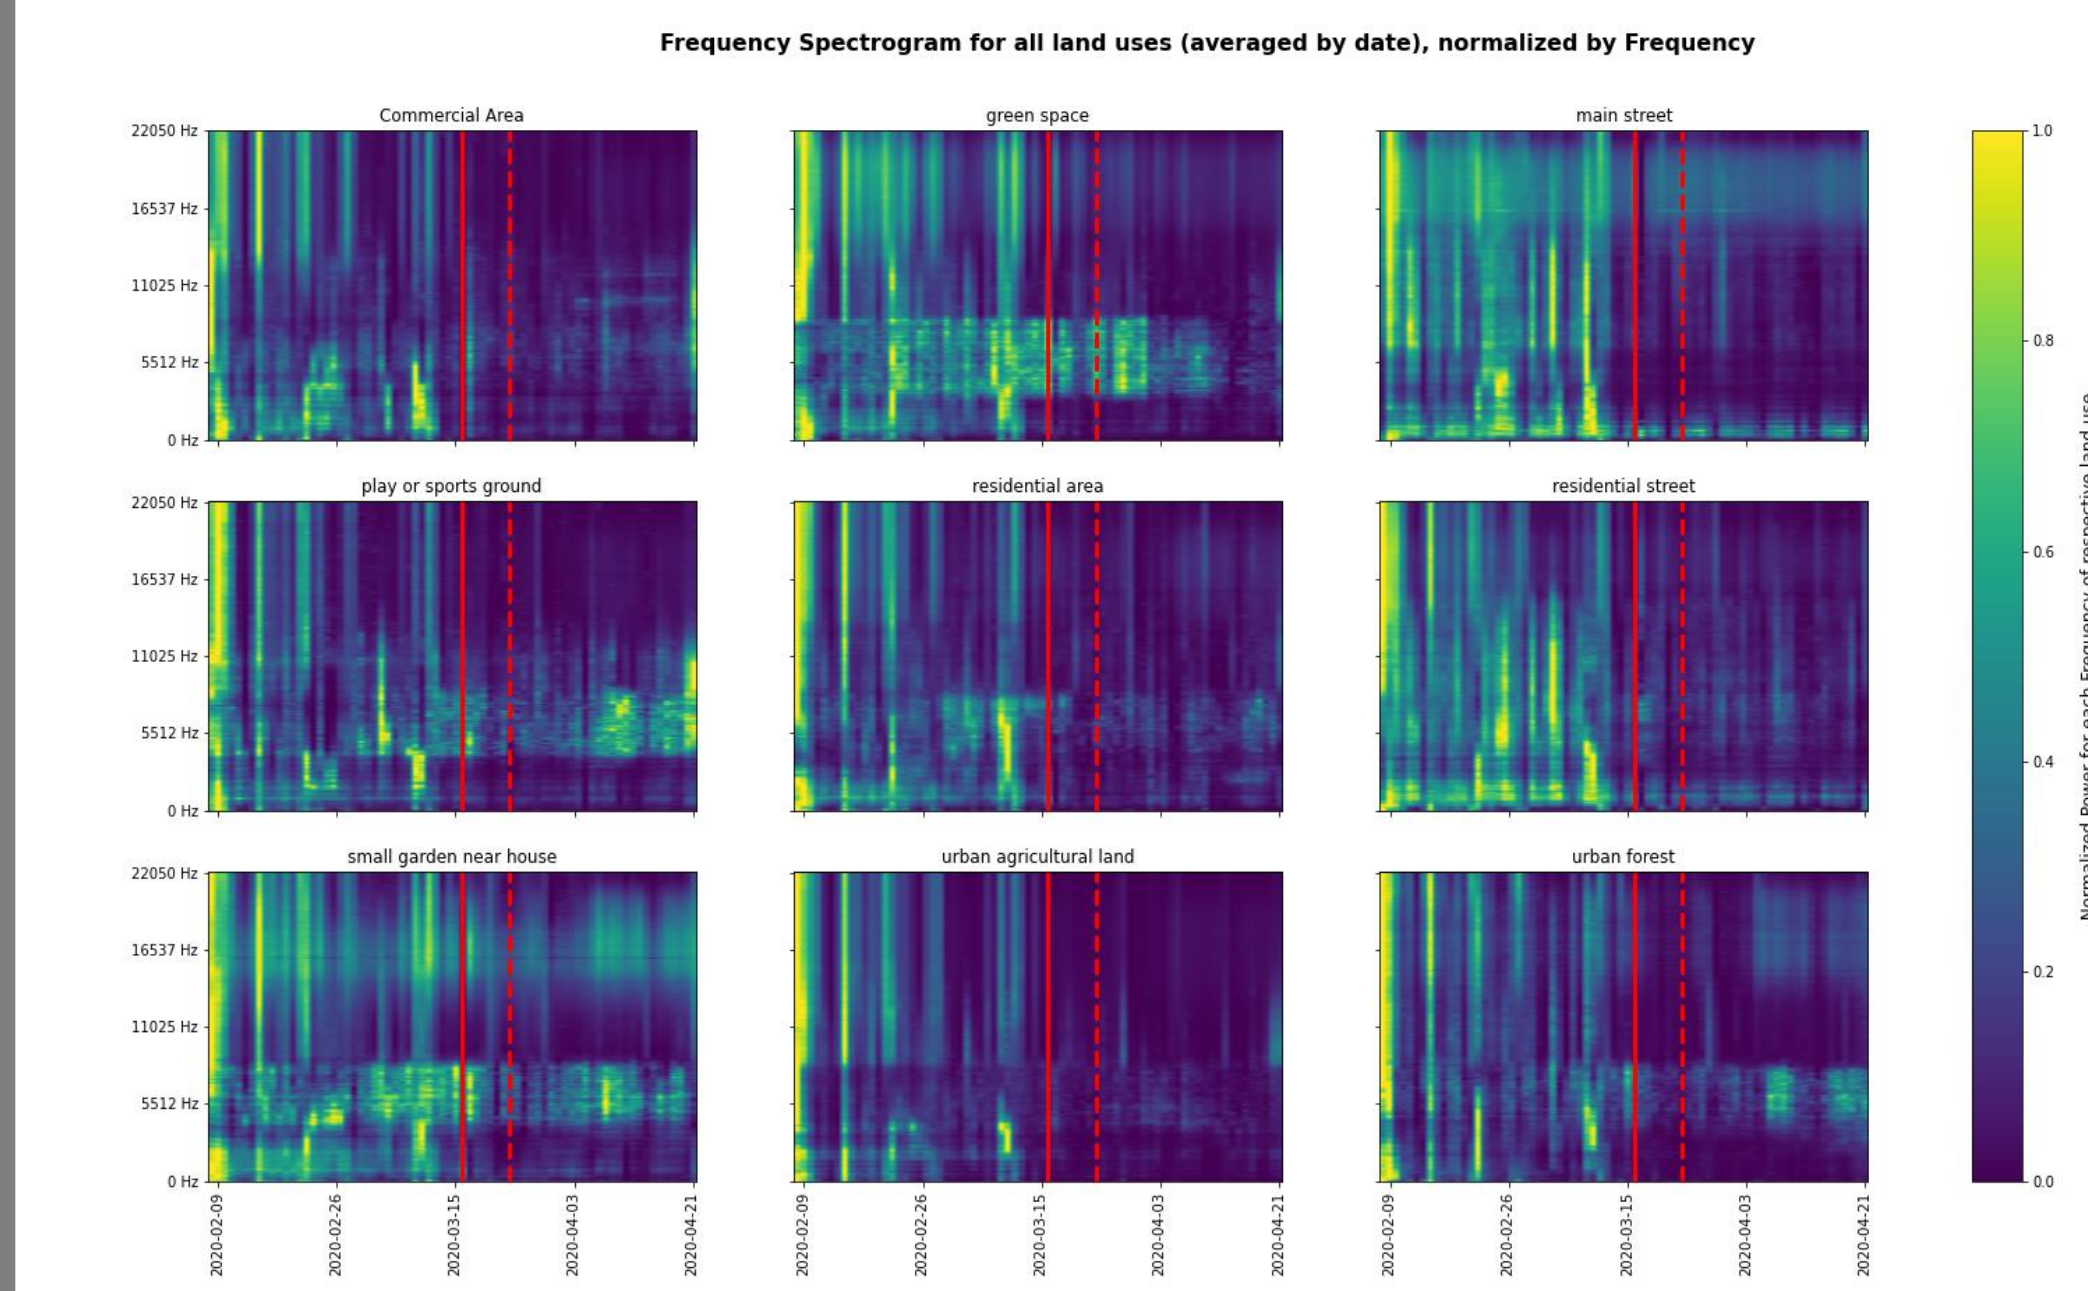 Frequency Spectrogram for all land uses (averaged by date), normalized by Frequency
Commercial Area
green space
main street
22050 Hz
16537 Hz
11025 Hz
5512 Hz
0 Hz
1.0
0.8
0.6
0.4
0.2
0.0
Normalized Power for each Frequency of respective land use
play or sports ground
residential area
residential street
22050 Hz
16537 Hz
11025 Hz
5512 Hz
0 Hz
small garden near house
urban agricultural land
urban forest
22050 Hz
16537 Hz
11025 Hz
5512 Hz
0 Hz
2020-02-09
2020-02-26
2020-03-15
2020-04-03
2020-04-21
2020-02-09
2020-02-26
2020-03-15
2020-04-03
2020-04-21
2020-02-09
2020-02-26
2020-03-15
2020-04-03
2020-04-21